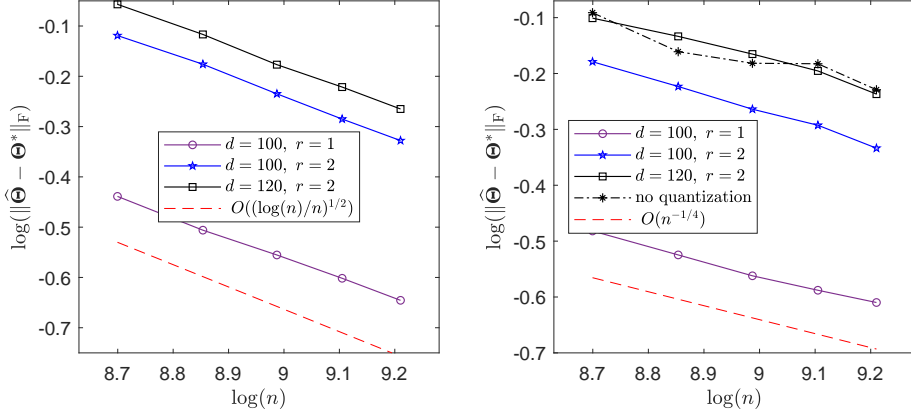 -0.1
-0.2
-0.3
-0.4
-0.5
-0.6
-0.7
log(||Θ̂ − Θ*||F)
d = 100, r = 1
d = 100, r = 2
d = 120, r = 2
O((log(n)/n)^{1/2})
8.7 8.8 8.9 9 9.1 9.2
log(n)
-0.1
-0.2
-0.3
-0.4
-0.5
-0.6
-0.7
log(||Θ̂ − Θ*||F)
d = 100, r = 1
d = 100, r = 2
d = 120, r = 2
no quantization
O(n^{-1/4})
8.7 8.8 8.9 9 9.1 9.2
log(n)